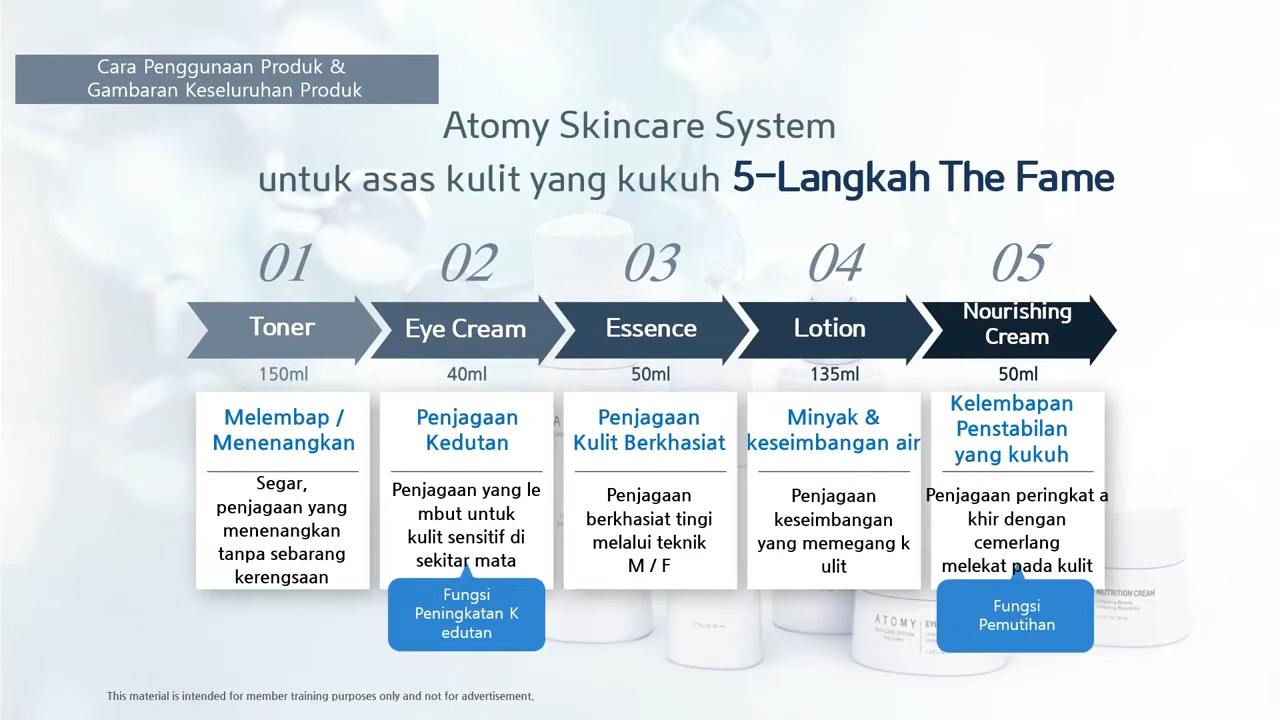 Cara Penggunaan Produk &
Gambaran Keseluruhan Produk
Atomy Skincare System
untuk asas kulit yang kukuh 5-Langkah The Fame
01
02
03
04
05
Toner
Eye Cream
Essence
Lotion
Nourishing
Cream
150ml
40ml
50ml
135ml
50ml
Melembap /
Menenangkan
Segar,
penjagaan yang
menenangkan
tanpa sebarang
kerengsaan
Penjagaan
Kedutan
Penjagaan yang le
mbut untuk
kulit sensitif di
sekitar mata
Fungsi
Peningkatan K
edutan
Penjagaan
Kulit Berkhasiat
Penjagaan
berkhasiat tingi
melalui teknik
M / F
Minyak &
keseimbangan air
Penjagaan
keseimbangan
yang memegang k
ulit
Kelembapan
Penstabilan
yang kukuh
Penjagaan peringkat a
khir dengan
cemerlang
melekat pada kulit
Fungsi
Pemutihan
ATOMY
EYE
NUTRITION CREAM
This material is intended for member training purposes only and not for advertisement.